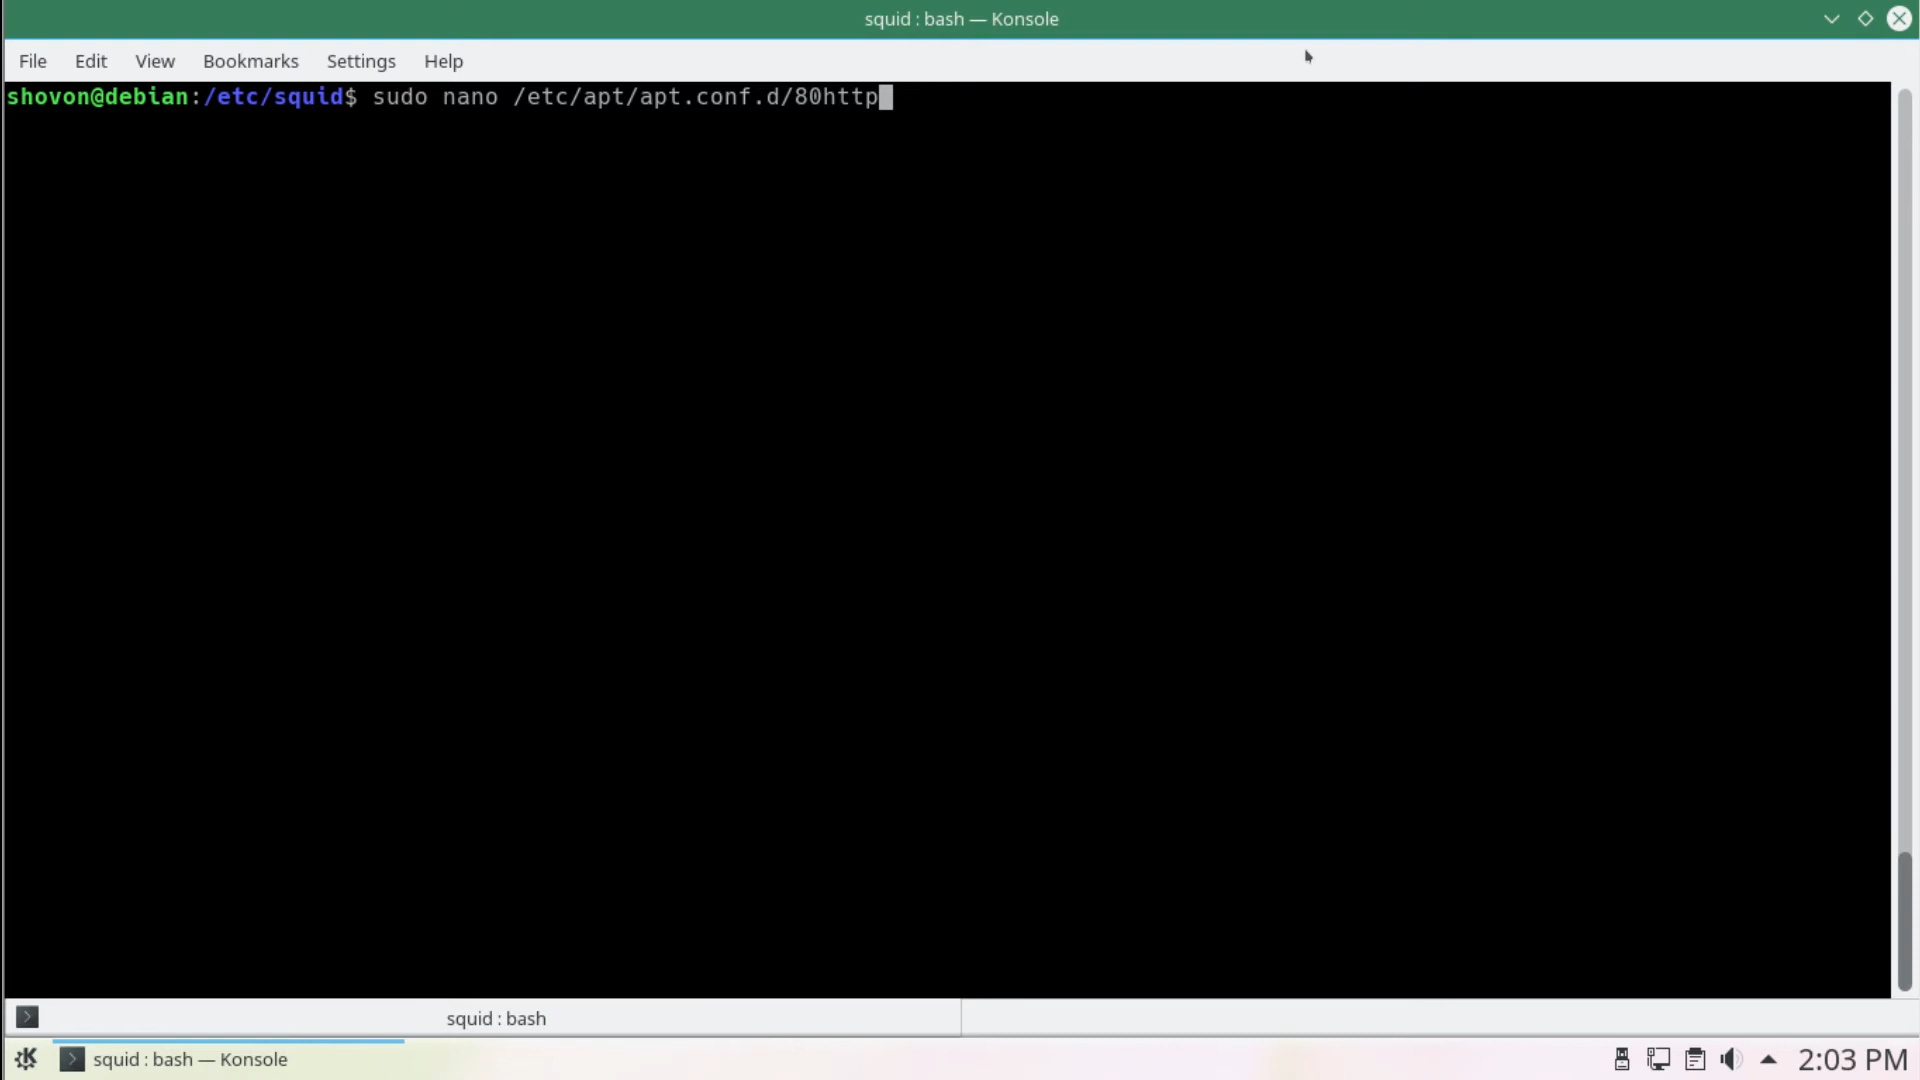 squid : bash — Konsole
File Edit View Bookmarks Settings Help
shovon@debian:/etc/squid$ sudo nano /etc/apt/apt.conf.d/80http
squid : bash
squid : bash — Konsole
2:03 PM